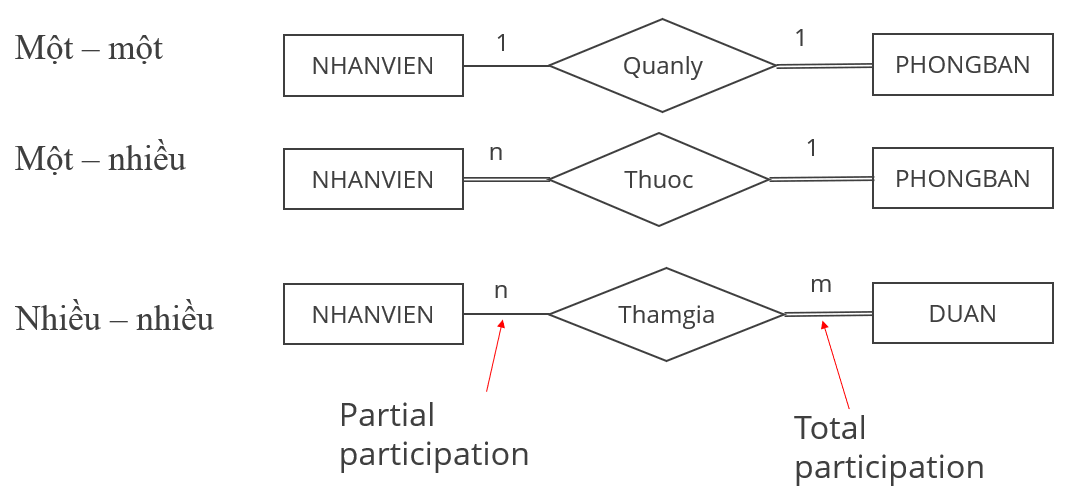 Một – một
1
1
NHANVIEN
Quanly
PHONGBAN
Một – nhiều
n
1
NHANVIEN
Thuoc
PHONGBAN
Nhiều – nhiều
n
m
NHANVIEN
Thamgia
DUAN
Partial
participation
Total
participation